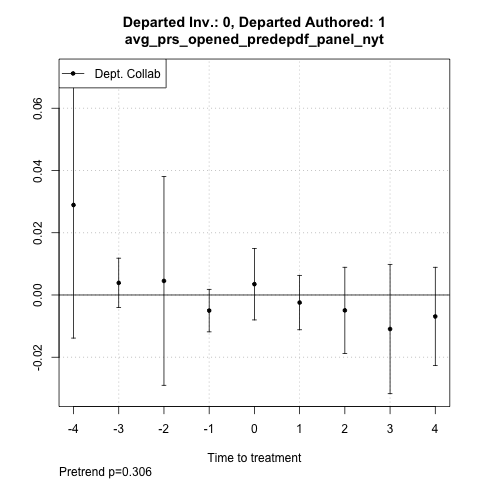 Departed Inv.: 0, Departed Authored: 1
avg_prs_opened_predepdf_panel_nyt
Dept. Collab
0.06
0.04
0.02
0.00
-0.02
-4 -3 -2 -1 0 1 2 3 4
Time to treatment
Pretrend p=0.306